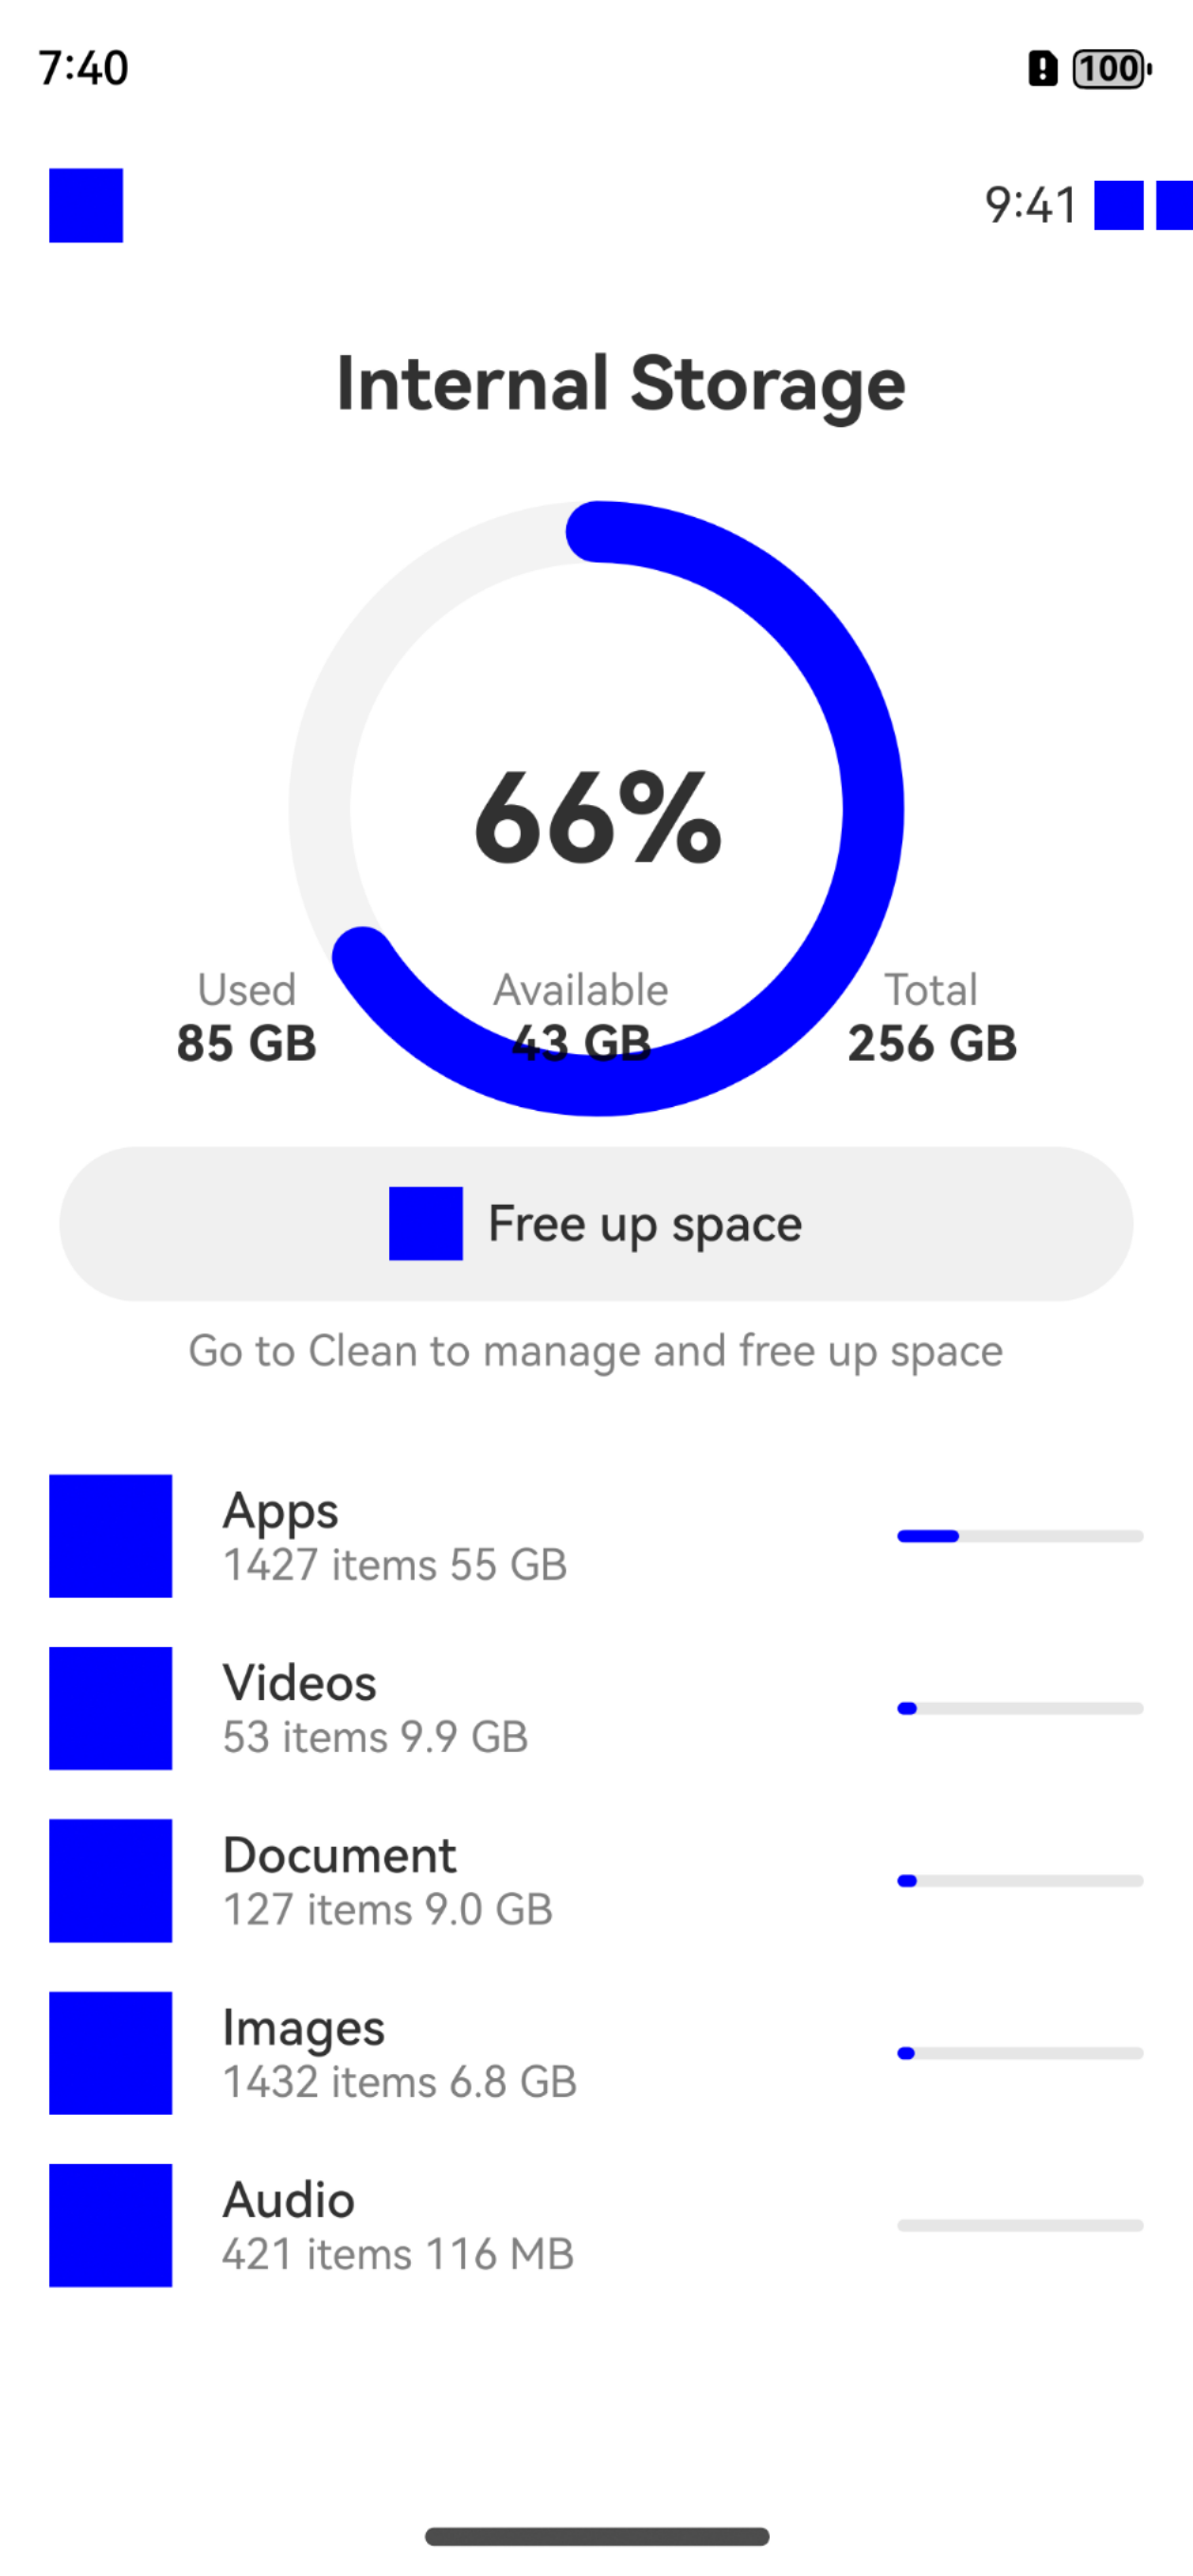 7:40
100
9:41
Internal Storage
66%
Used
85 GB
Available
43 GB
Total
256 GB
Free up space
Go to Clean to manage and free up space
Apps
1427 items 55 GB
Videos
53 items 9.9 GB
Document
127 items 9.0 GB
Images
1432 items 6.8 GB
Audio
421 items 116 MB